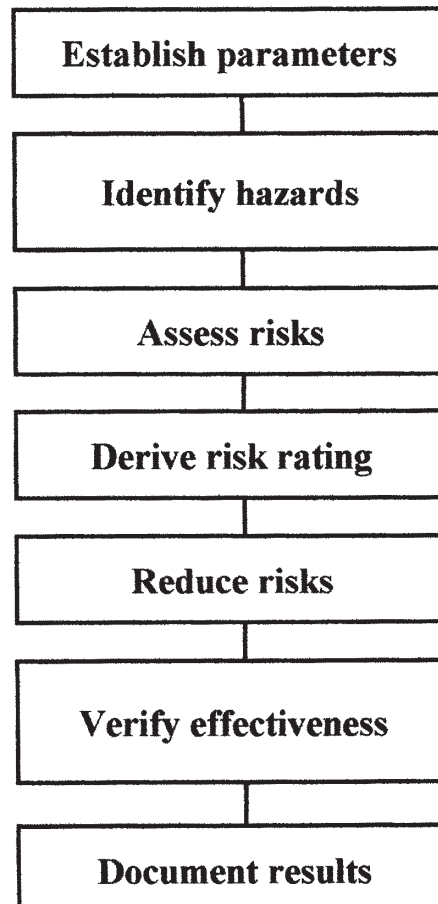 Establish parameters
Identify hazards
Assess risks
Derive risk rating
Reduce risks
Verify effectiveness
Document results